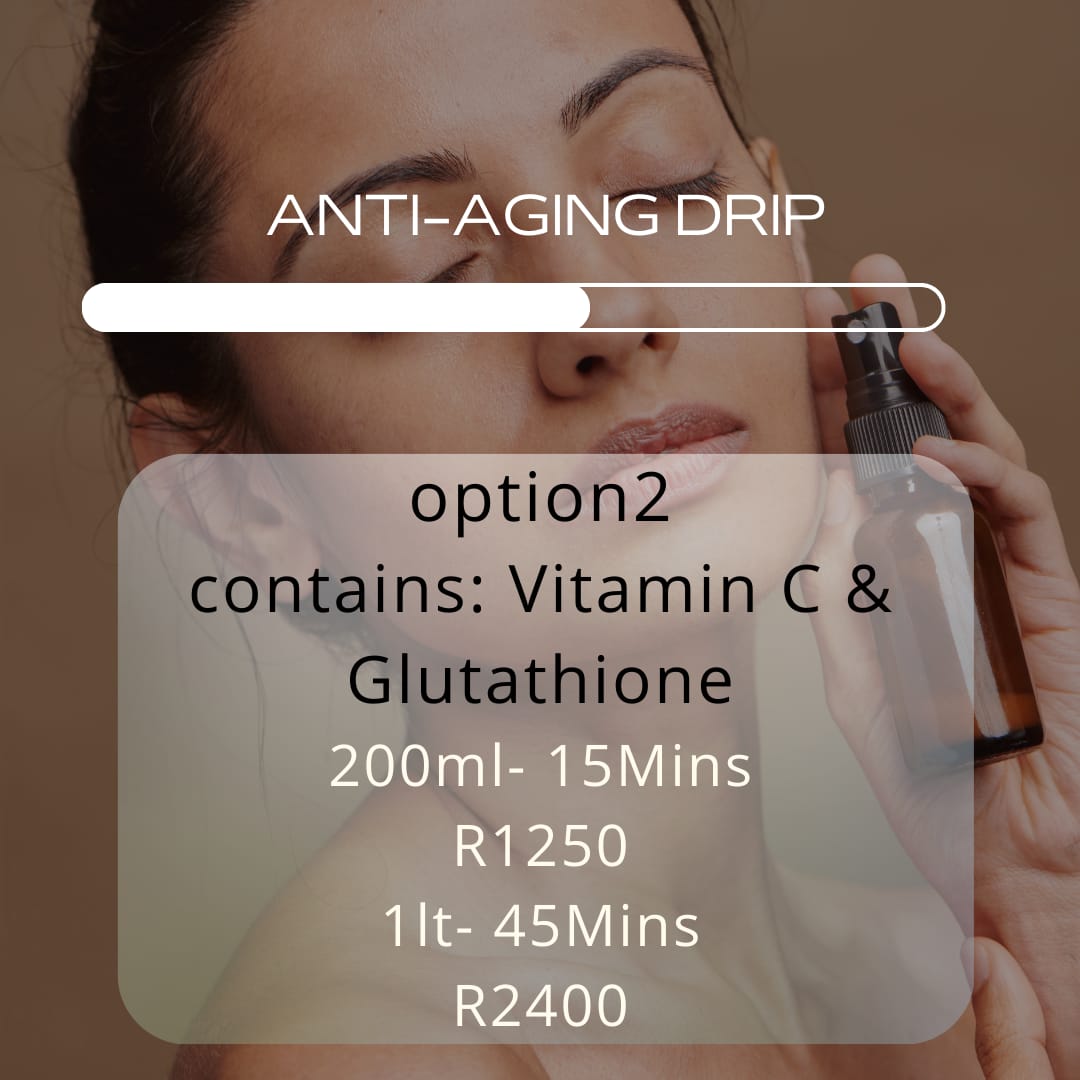 ANTI-AGING DRIP
option2
contains: Vitamin C &
Glutathione
200ml- 15Mins
R1250
1lt- 45Mins
R2400